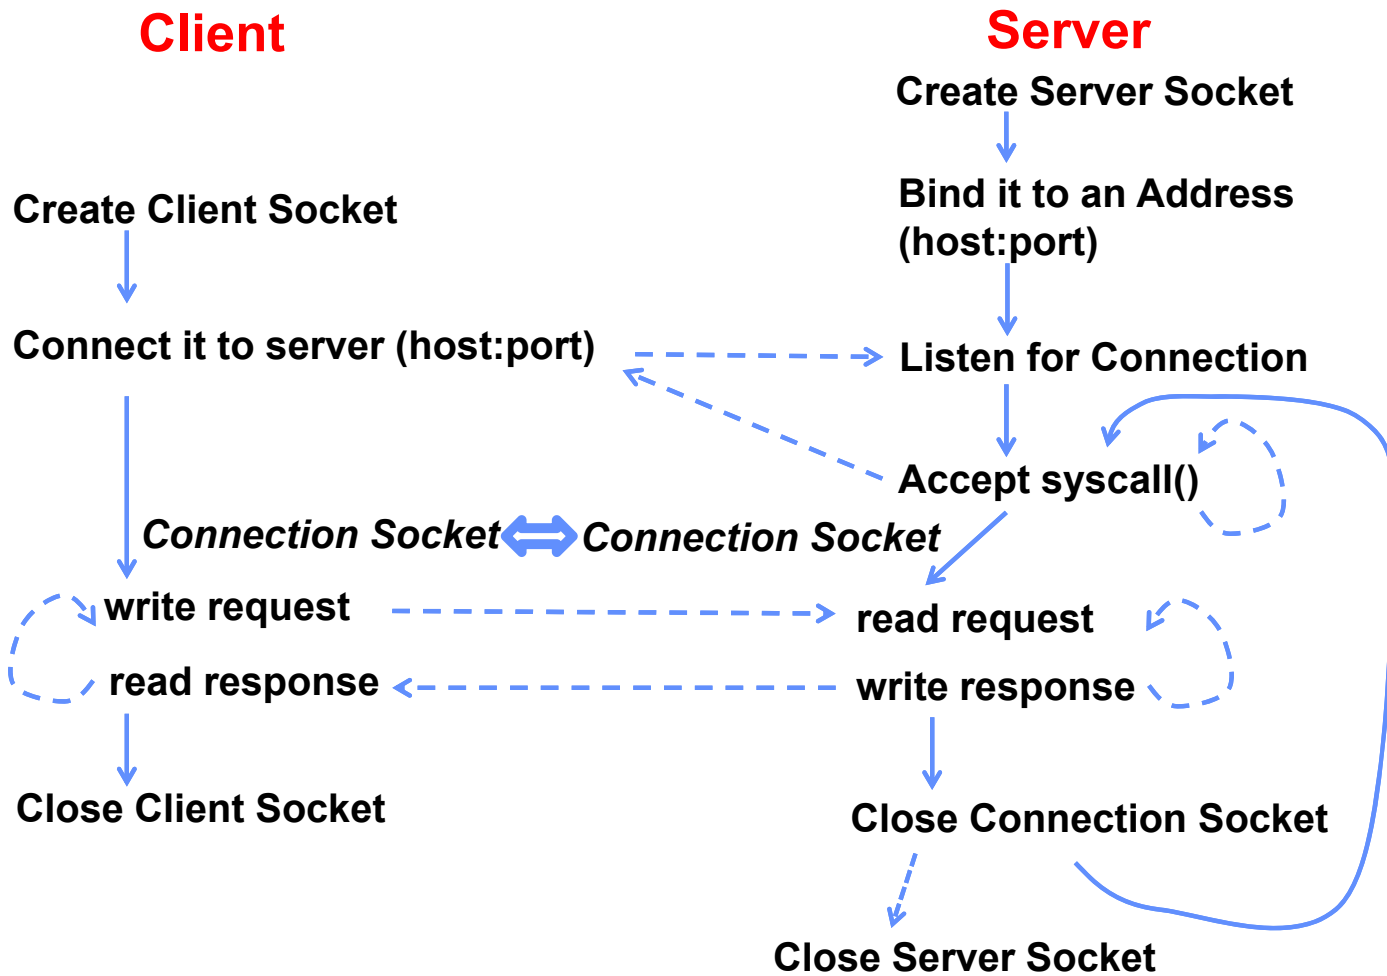 Client
Server
Create Server Socket
Create Client Socket
Bind it to an Address
(host:port)
Connect it to server (host:port)
Listen for Connection
Accept syscall()
Connection Socket
Connection Socket
write request
read request
read response
write response
Close Client Socket
Close Connection Socket
Close Server Socket